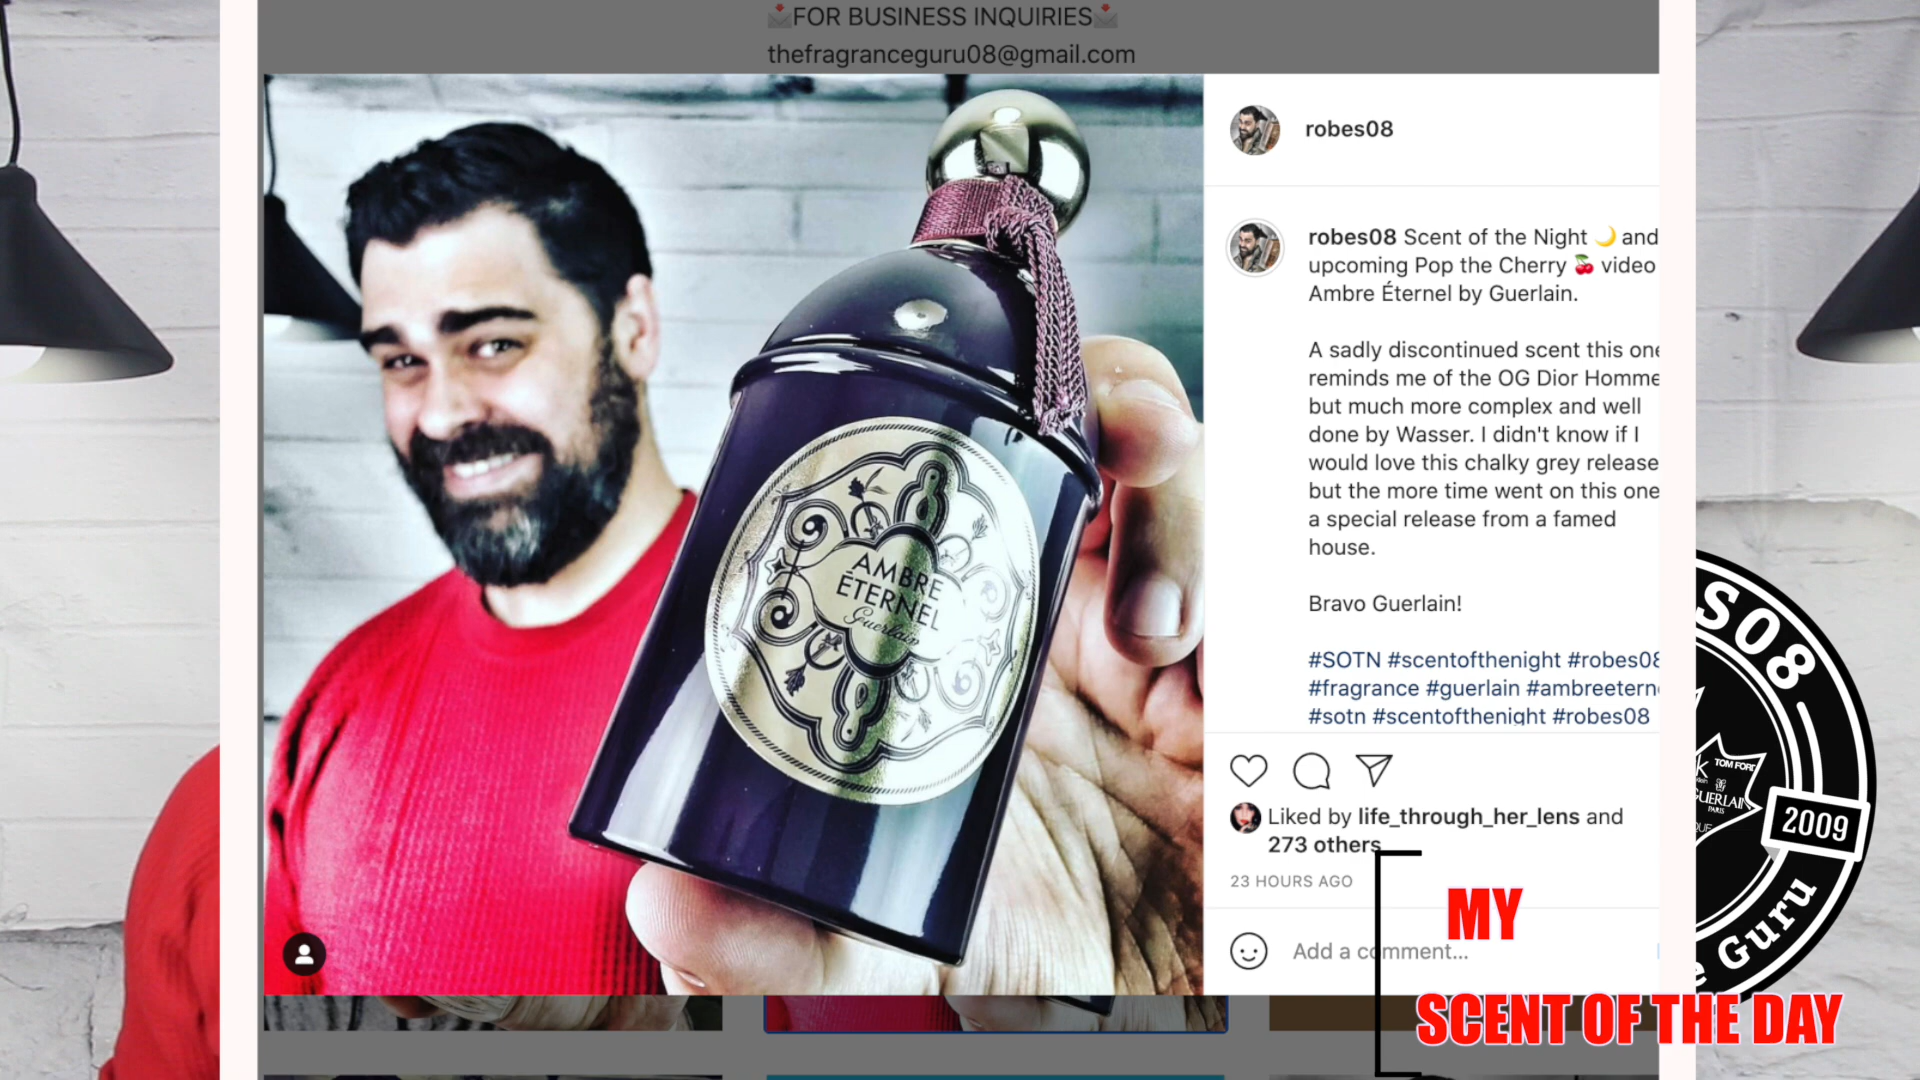 FOR BUSINESS INQUIRIES
thefragranceguru08@gmail.com
AMBRE
ÉTERNEL
Guerlain
robes08
robes08 Scent of the Night 🌙 and
upcoming Pop the Cherry 🍒 video
Ambre Éternel by Guerlain.
A sadly discontinued scent this one
reminds me of the OG Dior Homme
but much more complex and well
done by Wasser. I didn't know if I
would love this chalky grey release
but the more time went on this one
a special release from a famed
house.
Bravo Guerlain!
#SOTN #scentofthenight #robes08
#fragrance #guerlain #ambreetern
#sotn #scentofthenight #robes08
Liked by life_through_her_lens and
273 others
23 HOURS AGO
Add a comment...
S08
TOM FORD
GUERLAIN
PARIS
2009
e Guru
MY
SCENT OF THE DAY